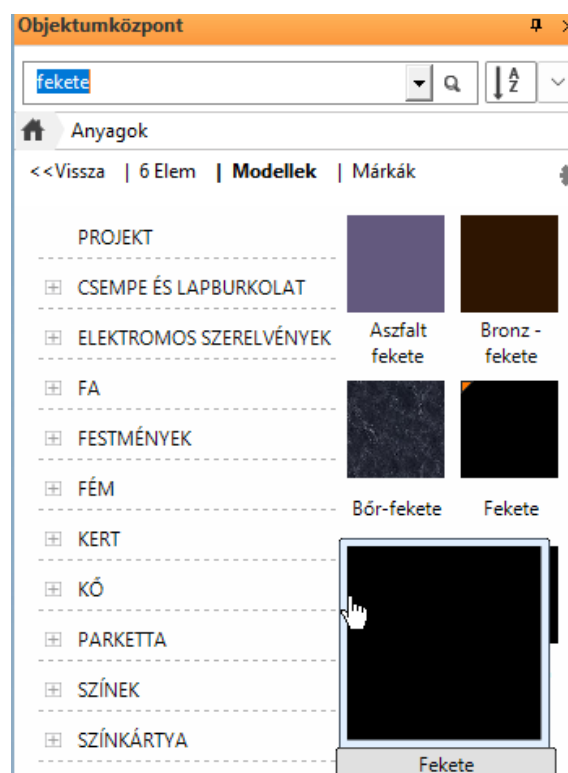 Objektumközpont
fekete
A
Z
Anyagok
<<Vissza | 6 Elem | Modellek | Márkák
PROJEKT
CSEMPE ÉS LAPBURKOLAT
ELEKTROMOS SZERELVÉNYEK
FA
FESTMÉNYEK
FÉM
KERT
KŐ
PARKETTA
SZÍNEK
SZÍNKÁRTYA
Aszfalt
fekete
Bronz -
fekete
Bőr-fekete
Fekete
Fekete